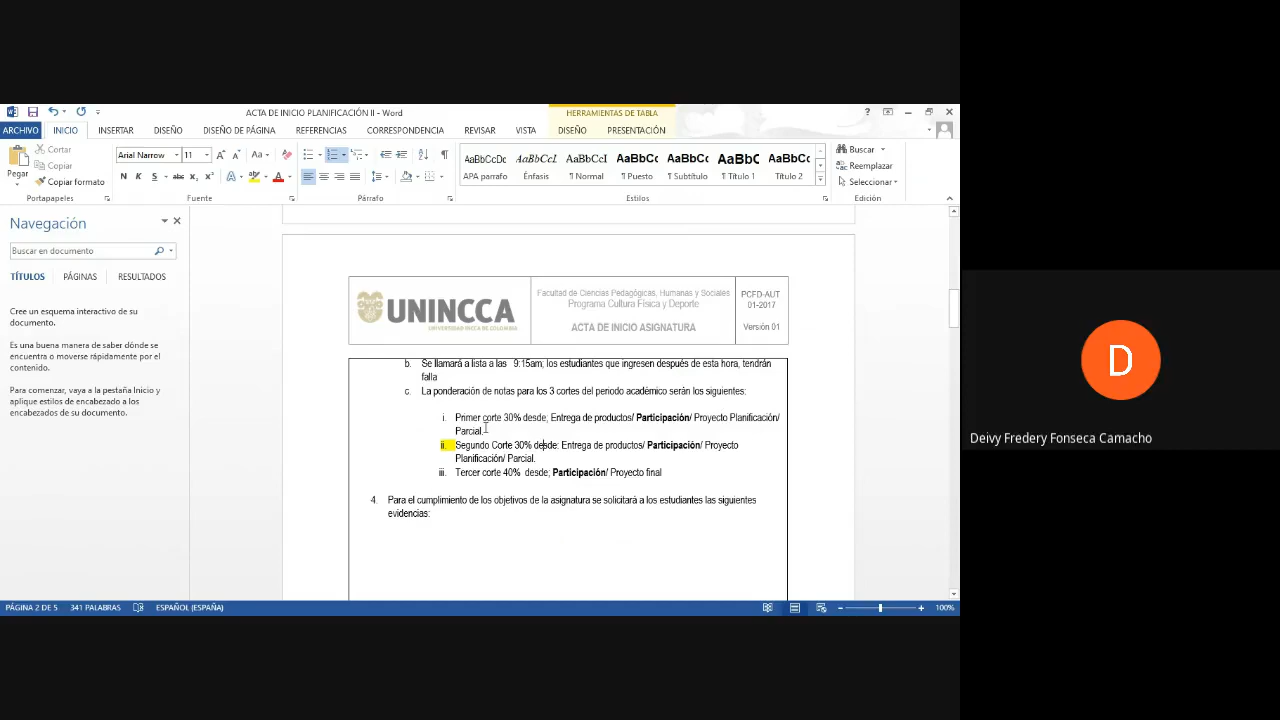 ACTA DE INICIO PLANIFICACIÓN II - Word
HERRAMIENTAS DE TABLA
ARCHIVO INICIO INSERTAR DISEÑO DISEÑO DE PÁGINA REFERENCIAS CORRESPONDENCIA REVISAR VISTA DISEÑO PRESENTACIÓN
Pegar
Cortar
Copiar
Copiar formato
Portapapeles
Arial Narrow 11
Fuente
Párrafo
AaBbCcDc AaBbCcL AaBbCcI AaBbCc AaBbCc AaBbC AaBbCc
APA parrafo Énfasis ¶ Normal ¶ Puesto ¶ Subtítulo ¶ Título 1 Título 2
Estilos
Buscar
Reemplazar
Seleccionar
Edición
Navegación
Buscar en documento
TÍTULOS PÁGINAS RESULTADOS
Cree un esquema interactivo de su
documento.
Es una buena manera de saber dónde se
encuentra o moverse rápidamente por el
contenido.
Para comenzar, vaya a la pestaña Inicio y
aplique estilos de encabezado a los
encabezados de su documento.
UNINCCA
UNIVERSIDAD INCCA DE COLOMBIA
Facultad de Ciencias Pedagógicas, Humanas y Sociales
Programa Cultura Física y Deporte
ACTA DE INICIO ASIGNATURA
PCFD-AUT
01-2017
Versión 01
b. Se llamará a lista a las 9:15am; los estudiantes que ingresen después de esta hora, tendrán
falla
c. La ponderación de notas para los 3 cortes del periodo académico serán los siguientes:
i. Primer corte 30% desde; Entrega de productos/ Participación/ Proyecto Planificación/
Parcial.
ii. Segundo Corte 30% desde: Entrega de productos/ Participación/ Proyecto
Planificación/ Parcial.
iii. Tercer corte 40% desde; Participación/ Proyecto final
4. Para el cumplimiento de los objetivos de la asignatura se solicitará a los estudiantes las siguientes
evidencias:
PÁGINA 2 DE 5 341 PALABRAS ESPAÑOL (ESPAÑA) 100%
D
Deivy Fredery Fonseca Camacho